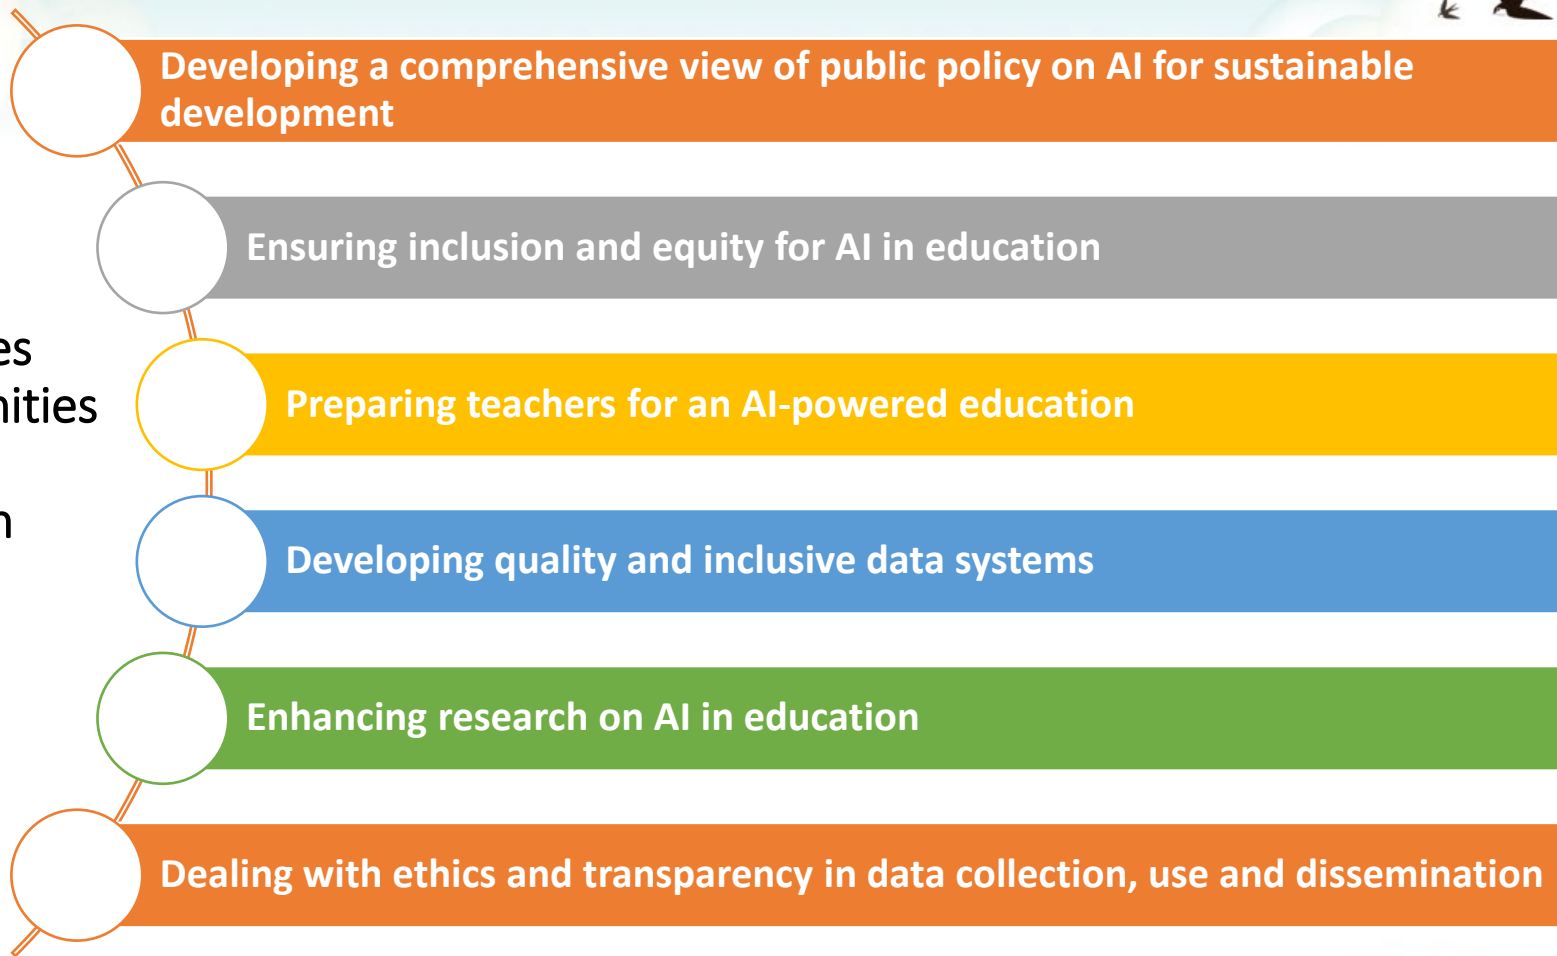 Developing a comprehensive view of public policy on AI for sustainable
development
Ensuring inclusion and equity for AI in education
es
nities
n
Preparing teachers for an AI-powered education
Developing quality and inclusive data systems
Enhancing research on AI in education
Dealing with ethics and transparency in data collection, use and dissemination